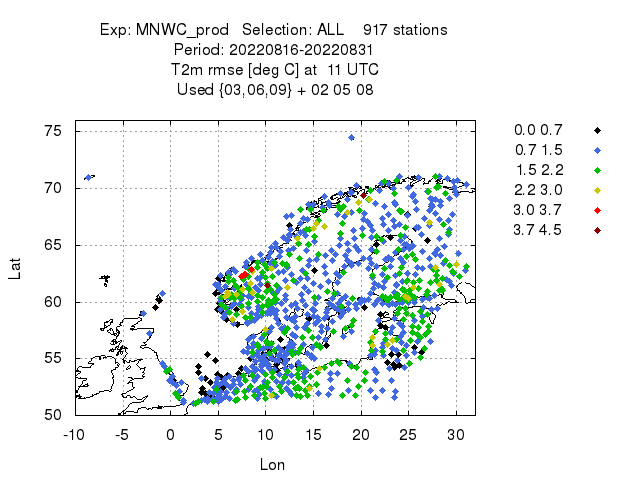 Exp: MNWC_prod   Selection: ALL    917 stations
Period: 20220816-20220831
T2m rmse [deg C] at  11 UTC
Used {03,06,09} + 02 05 08
0.0 0.7
0.7 1.5
1.5 2.2
2.2 3.0
3.0 3.7
3.7 4.5
75
70
65
60
55
50
Lat
-10 -5 0 5 10 15 20 25 30
Lon